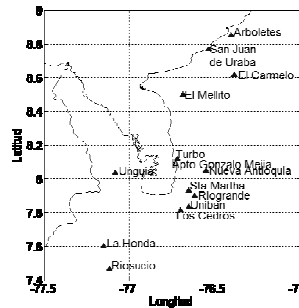 9
Arboletes
8.8
San Juan
de Uraba
El Carmelo
8.6
El Mellito
8.4
Latitud
8.2
Turbo
Apto Gonzalo Mejia
Unguia
Nueva Antioquia
8
Sta Martha
Riogrande
7.8
Uniban
Los Cedros
7.6
La Honda
Riosucio
7.4
-77.5
-77
-76.5
Longitud